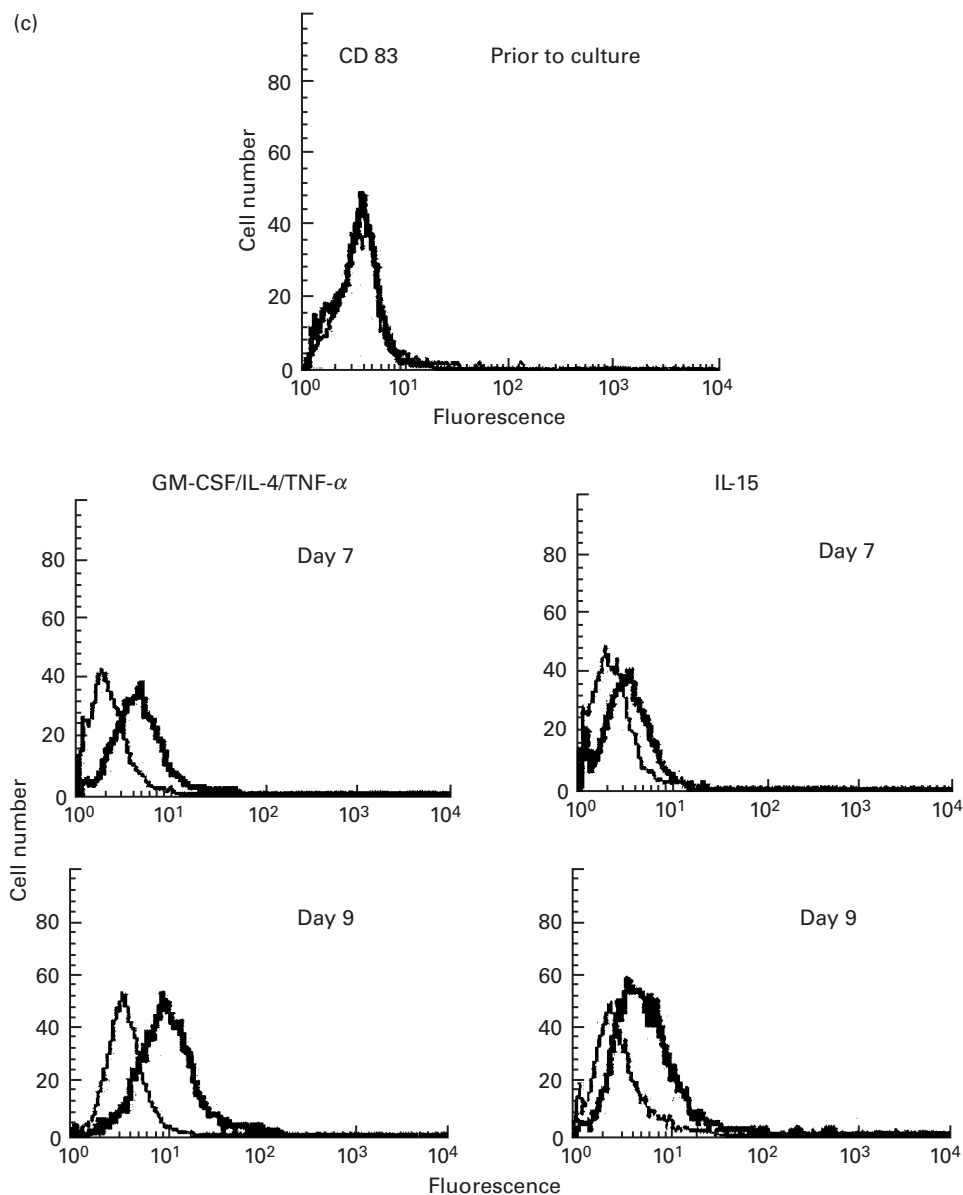 (c)
CD 83 Prior to culture
80
60
40
20
0
Cell number
10⁰ 10¹ 10² 10³ 10⁴
Fluorescence
GM-CSF/IL-4/TNF-α IL-15
Day 7
80
60
40
20
0
10⁰ 10¹ 10² 10³ 10⁴
Day 7
80
60
40
20
0
10⁰ 10¹ 10² 10³ 10⁴
Cell number
Day 9
80
60
40
20
0
10⁰ 10¹ 10² 10³ 10⁴
Day 9
80
60
40
20
0
10⁰ 10¹ 10² 10³ 10⁴
Fluorescence